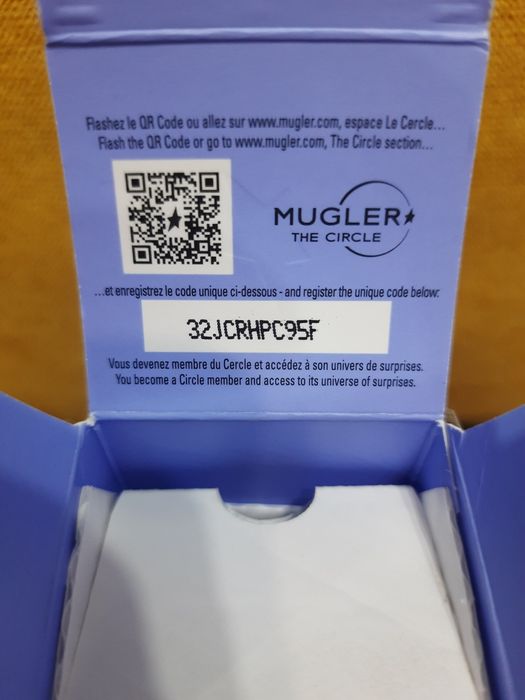 Flashez le QR Code ou allez sur www.mugler.com, espace Le Cercle...
Flash the QR Code or go to www.mugler.com, The Circle section...
MUGLER
THE CIRCLE
...et enregistrez le code unique ci-dessous - and register the unique code below:
32JCRHPC95F
Vous devenez membre du Cercle et accédez à son univers de surprises.
You become a Circle member and access to its universe of surprises.